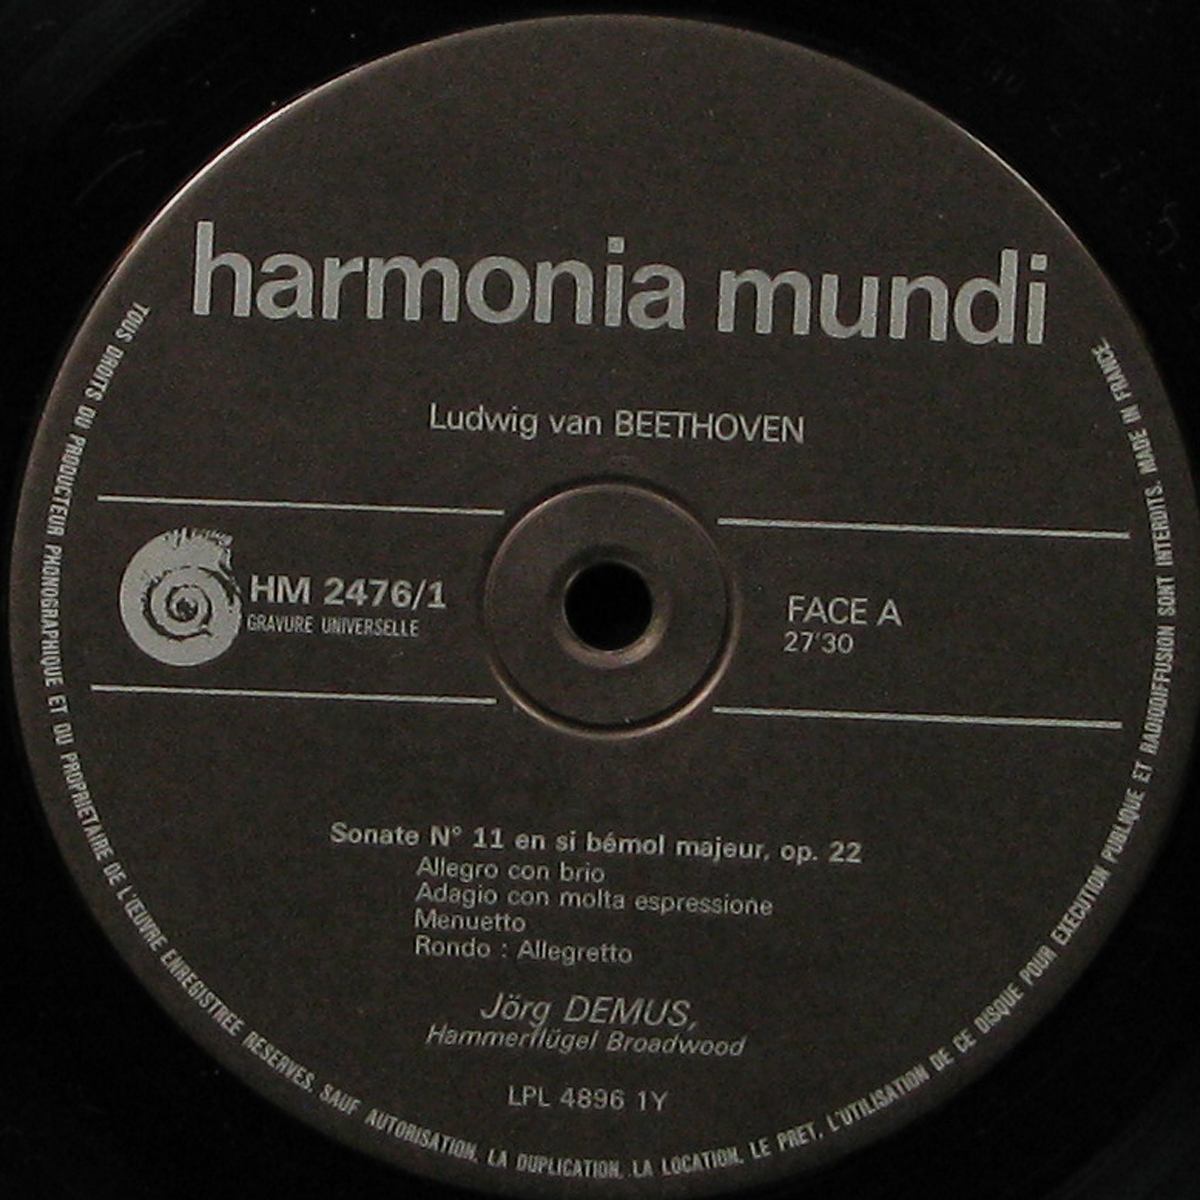 harmonia mundi
Ludwig van BEETHOVEN
HM 2476/1
GRAVURE UNIVERSELLE
FACE A
27'30
Sonate N° 11 en si bémol majeur, op. 22
Allegro con brio
Adagio con molta espressione
Menuetto
Rondo : Allegretto
Jörg DEMUS,
Hammerflügel Broadwood
LPL 4896 1Y
TOUS DROITS DU PRODUCTEUR PHONOGRAPHIQUE ET DU PROPRIETAIRE DE L'ŒUVRE ENREGISTREE RESERVES. SAUF AUTORISATION, LA DUPLICATION, LA LOCATION, LE PRET, L'UTILISATION DE CE DISQUE POUR EXECUTION PUBLIQUE ET RADIODIFFUSION SONT INTERDITS. MADE IN FRANCE